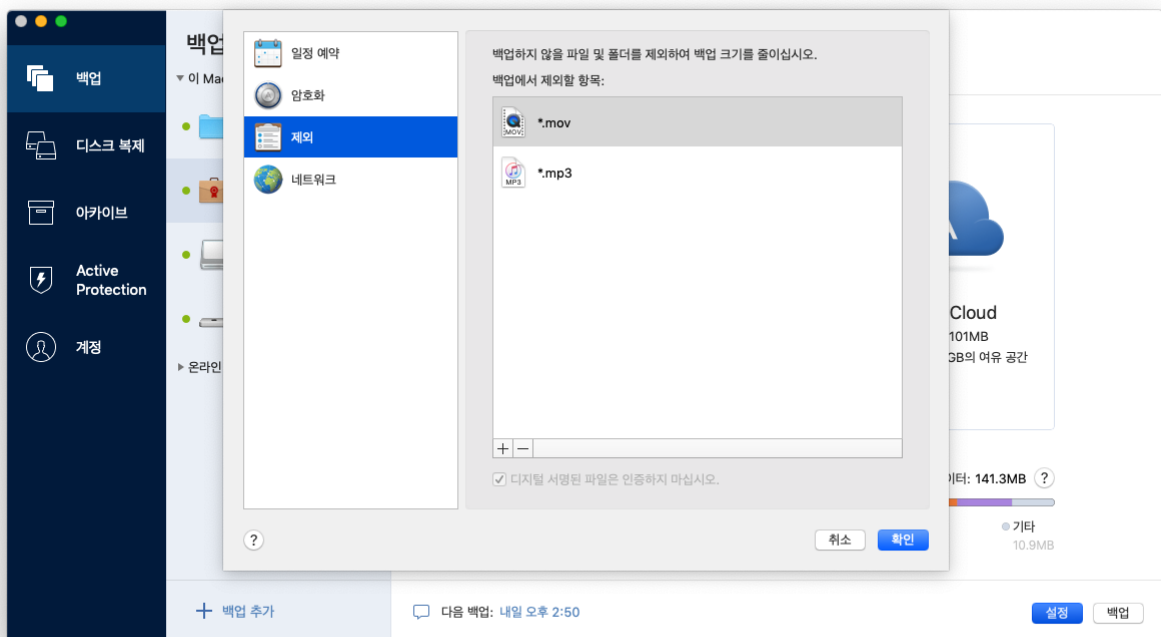 백업
디스크 복제
아카이브
Active
Protection
계정
백업
이 Mac
온라인
백업 추가
일정 예약
암호화
제외
네트워크
백업하지 않을 파일 및 폴더를 제외하여 백업 크기를 줄이십시오.
백업에서 제외할 항목:
MOV
*.mov
MP3
*.mp3
디지털 서명된 파일은 인증하지 마십시오.
?
취소
확인
Cloud
101MB
GB의 여유 공간
141.3MB ?
기타
10.9MB
다음 백업: 내일 오후 2:50
설정
백업